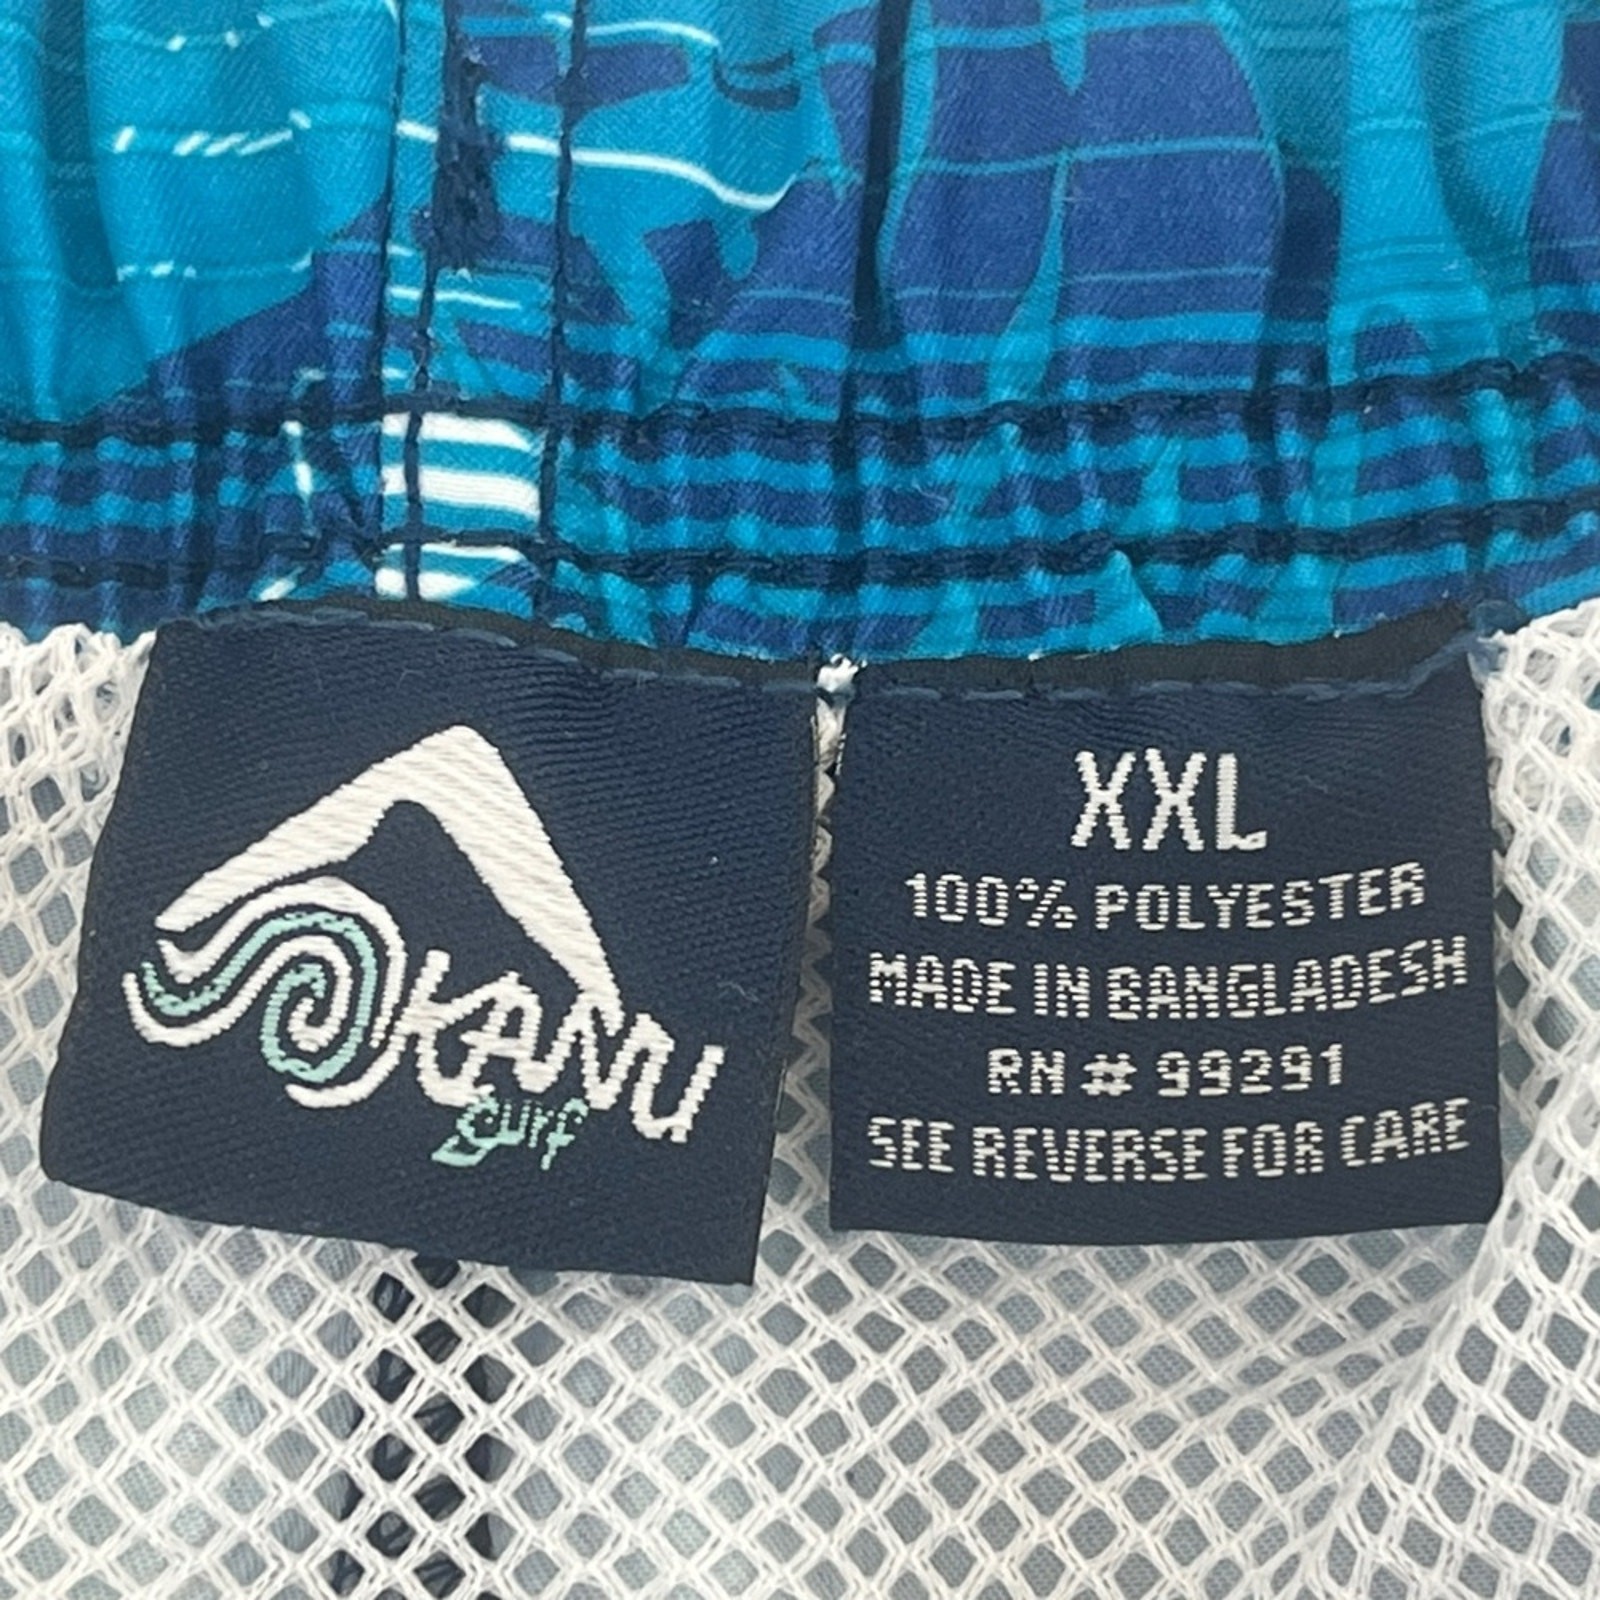 KANU
surf
XXL
100% POLYESTER
MADE IN BANGLADESH
RN # 99291
SEE REVERSE FOR CARE